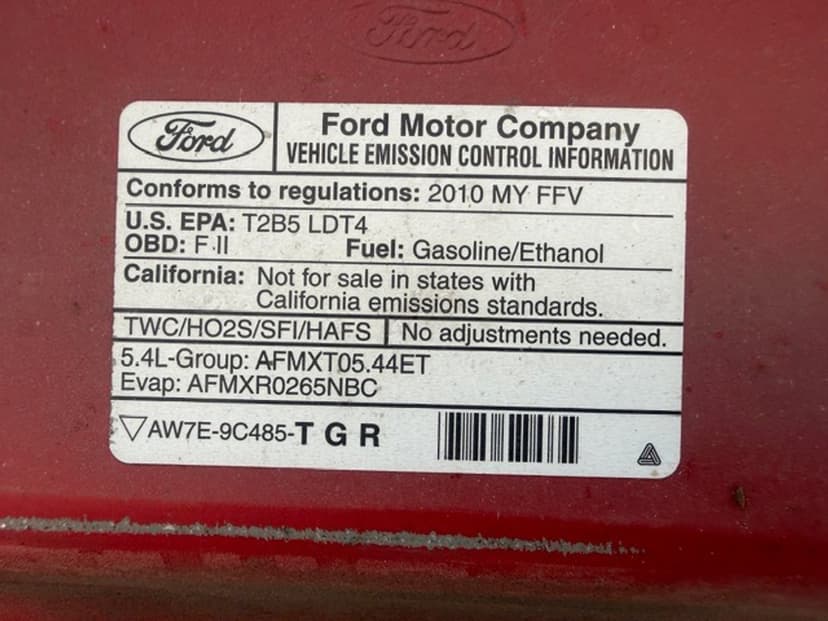 Ford
Ford
Ford Motor Company
VEHICLE EMISSION CONTROL INFORMATION
Conforms to regulations: 2010 MY FFV
U.S. EPA: T2B5 LDT4
OBD: F II Fuel: Gasoline/Ethanol
California: Not for sale in states with
California emissions standards.
TWC/HO2S/SFI/HAFS No adjustments needed.
5.4L-Group: AFMXT05.44ET
Evap: AFMXR0265NBC
AW7E-9C485-TGR